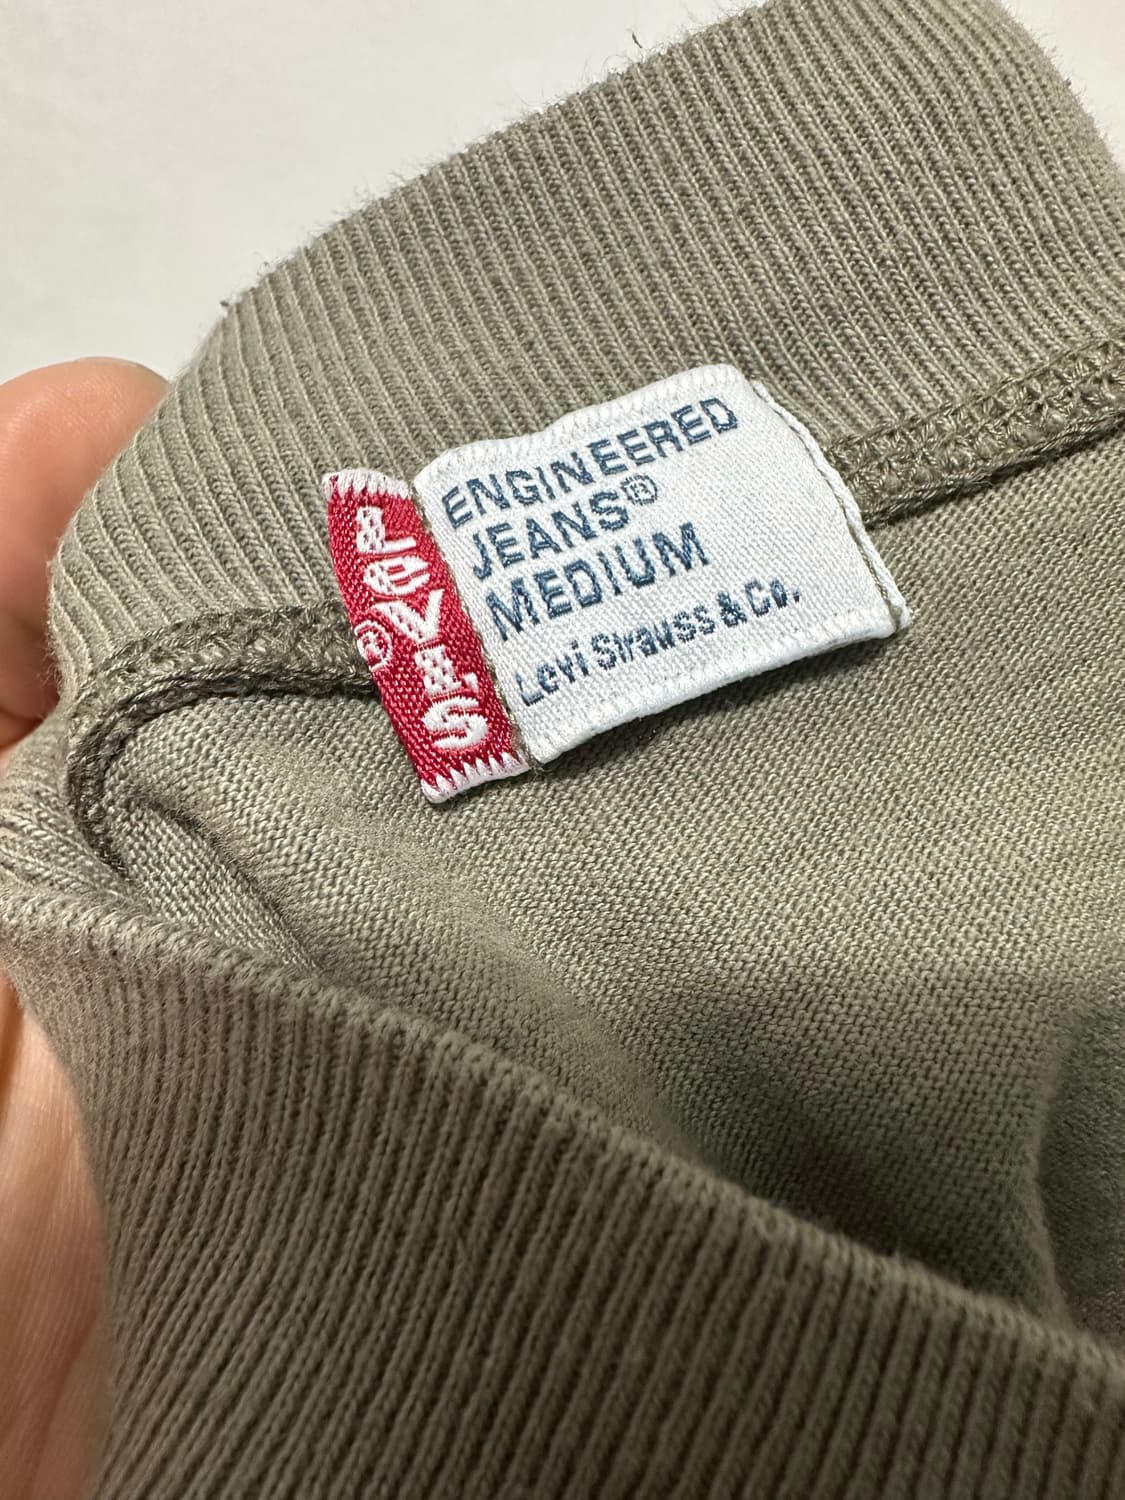 LEVI'S
®
ENGINEERED
JEANS®
MEDIUM
Levi Strauss & Co.